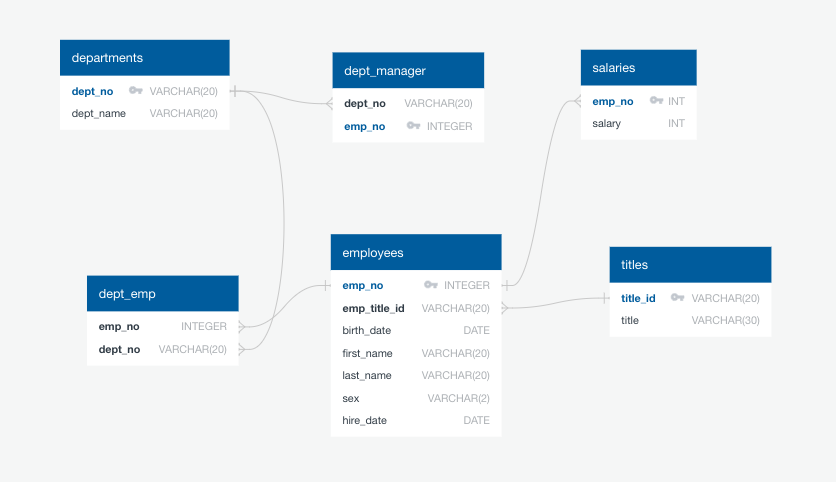 departments
dept_no VARCHAR(20)
dept_name VARCHAR(20)
dept_manager
dept_no VARCHAR(20)
emp_no INTEGER
salaries
emp_no INT
salary INT
dept_emp
emp_no INTEGER
dept_no VARCHAR(20)
employees
emp_no INTEGER
emp_title_id VARCHAR(20)
birth_date DATE
first_name VARCHAR(20)
last_name VARCHAR(20)
sex VARCHAR(2)
hire_date DATE
titles
title_id VARCHAR(20)
title VARCHAR(30)